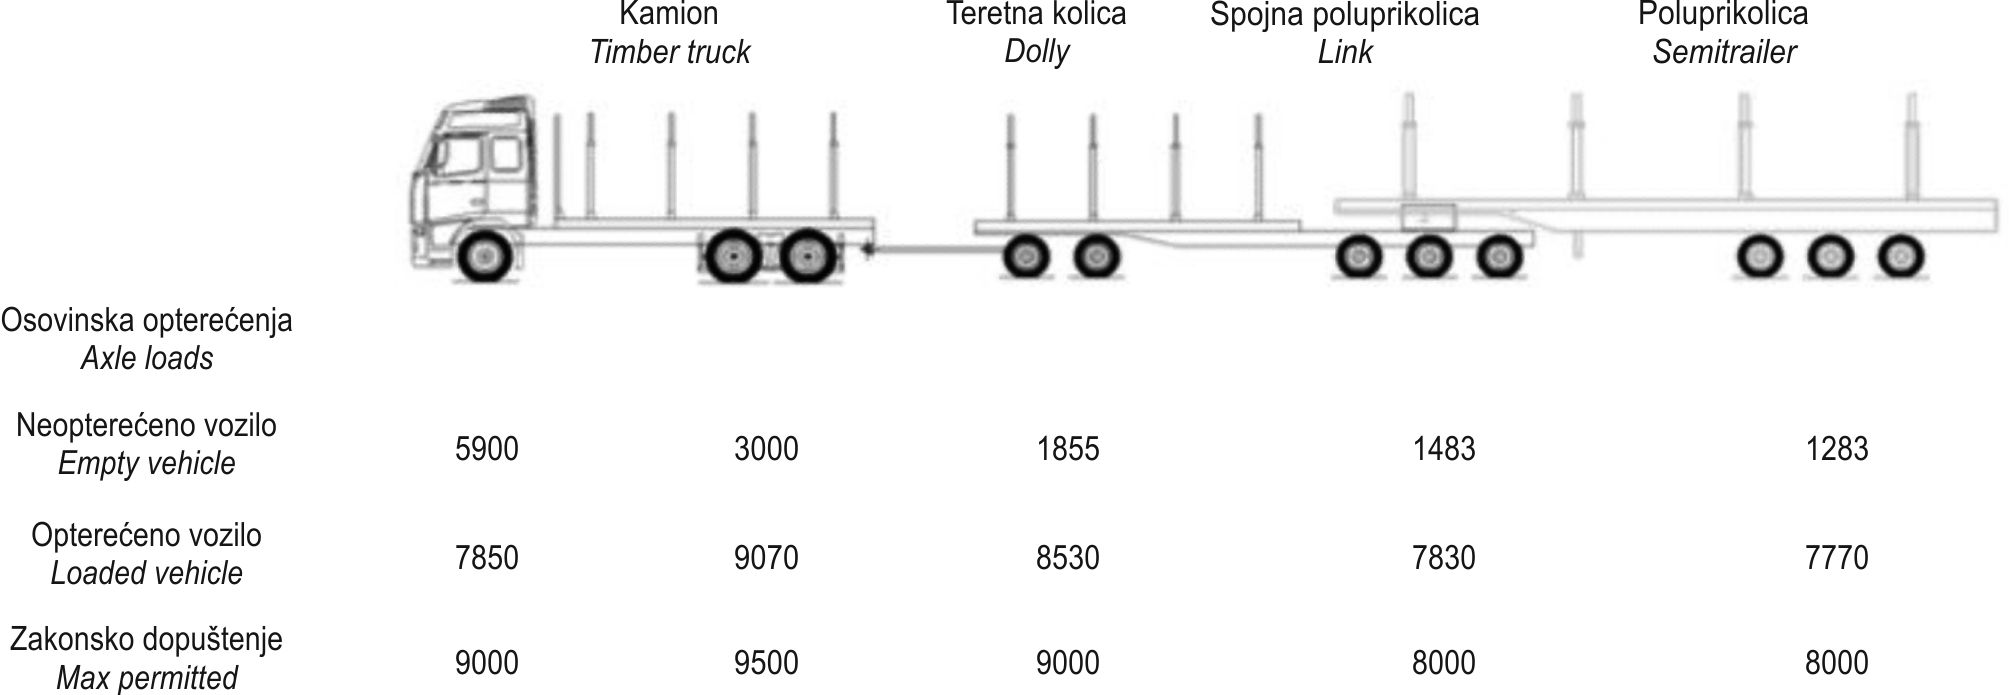 Kamion
Timber truck
Teretna kolica
Dolly
Spojna poluprikolica
Link
Poluprikolica
Semitrailer
Osovinska opterećenja
Axle loads
Neopterećeno vozilo
Empty vehicle
5900 3000 1855 1483 1283
Opterećeno vozilo
Loaded vehicle
7850 9070 8530 7830 7770
Zakonsko dopuštenje
Max permitted
9000 9500 9000 8000 8000